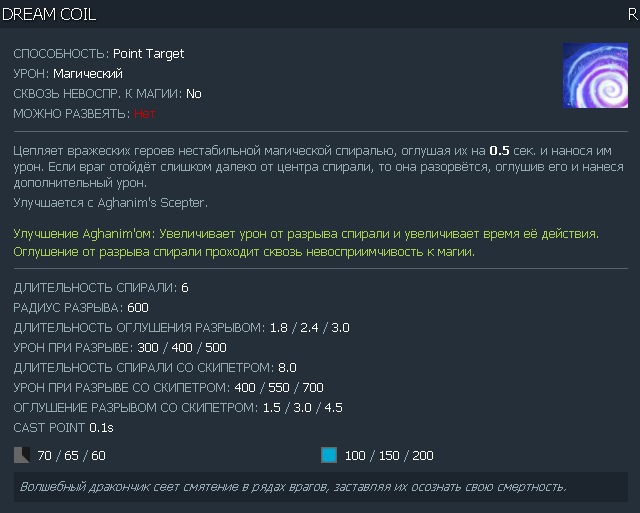 DREAM COIL R
СПОСОБНОСТЬ: Point Target
УРОН: Магический
СКВОЗЬ НЕВОСПР. К МАГИИ: No
МОЖНО РАЗВЕЯТЬ: Нет
Цепляет вражеских героев нестабильной магической спиралью, оглушая их на 0.5 сек. и нанося им
урон. Если враг отойдёт слишком далеко от центра спирали, то она разорвётся, оглушив его и нанеся
дополнительный урон.
Улучшается с Aghanim's Scepter.
Улучшение Aghanim'ом: Увеличивает урон от разрыва спирали и увеличивает время её действия.
Оглушение от разрыва спирали проходит сквозь невосприимчивость к магии.
ДЛИТЕЛЬНОСТЬ СПИРАЛИ: 6
РАДИУС РАЗРЫВА: 600
ДЛИТЕЛЬНОСТЬ ОГЛУШЕНИЯ РАЗРЫВОМ: 1.8 / 2.4 / 3.0
УРОН ПРИ РАЗРЫВЕ: 300 / 400 / 500
ДЛИТЕЛЬНОСТЬ СПИРАЛИ СО СКИПЕТРОМ: 8.0
УРОН ПРИ РАЗРЫВЕ СО СКИПЕТРОМ: 400 / 550 / 700
ОГЛУШЕНИЕ РАЗРЫВОМ СО СКИПЕТРОМ: 1.5 / 3.0 / 4.5
CAST POINT 0.1s
70 / 65 / 60 100 / 150 / 200
Волшебный дракончик сеет смятение в рядах врагов, заставляя их осознать свою смертность.